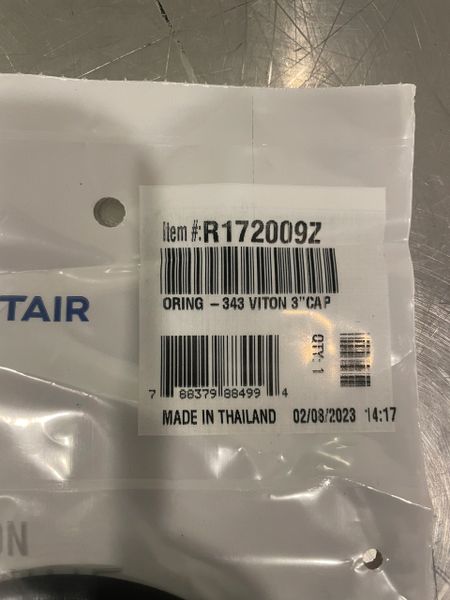 Item #: R172009Z
ORING -343 VITON 3"CAP
TAIR
QTY: 1
7 88379 88499 4
MADE IN THAILAND 02/08/2023 14:17
ON